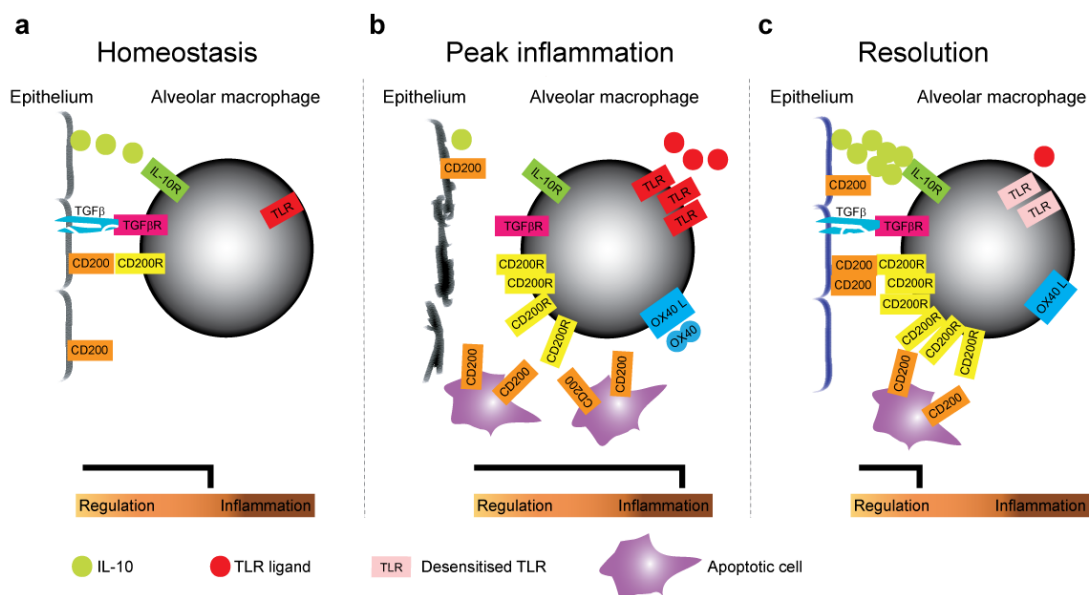 a
Homeostasis
Epithelium
Alveolar macrophage
IL-10R
TLR
TGFβ
TGFβR
CD200
CD200R
CD200
Regulation
Inflammation
b
Peak inflammation
Epithelium
Alveolar macrophage
CD200
IL-10R
TLR
TLR
TLR
TGFβR
CD200R
CD200R
CD200R
CD200R
OX40 L
OX40
CD200
CD200
CD200
CD200
Regulation
Inflammation
c
Resolution
Epithelium
Alveolar macrophage
CD200
IL-10R
TLR
TLR
TGFβ
TGFβR
CD200
CD200R
CD200
CD200R
CD200R
CD200R
CD200R
CD200R
OX40 L
CD200
CD200
Regulation
Inflammation
IL-10
TLR ligand
TLR
Desensitised TLR
Apoptotic cell